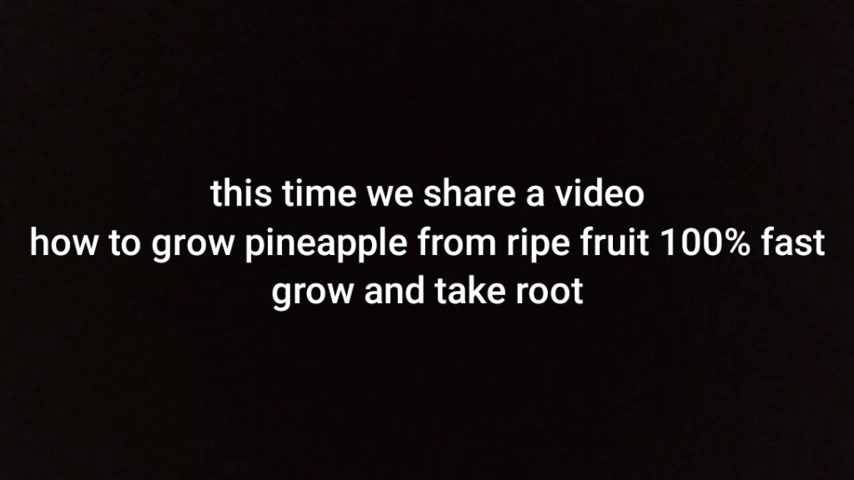 this time we share a video
how to grow pineapple from ripe fruit 100% fast
grow and take root